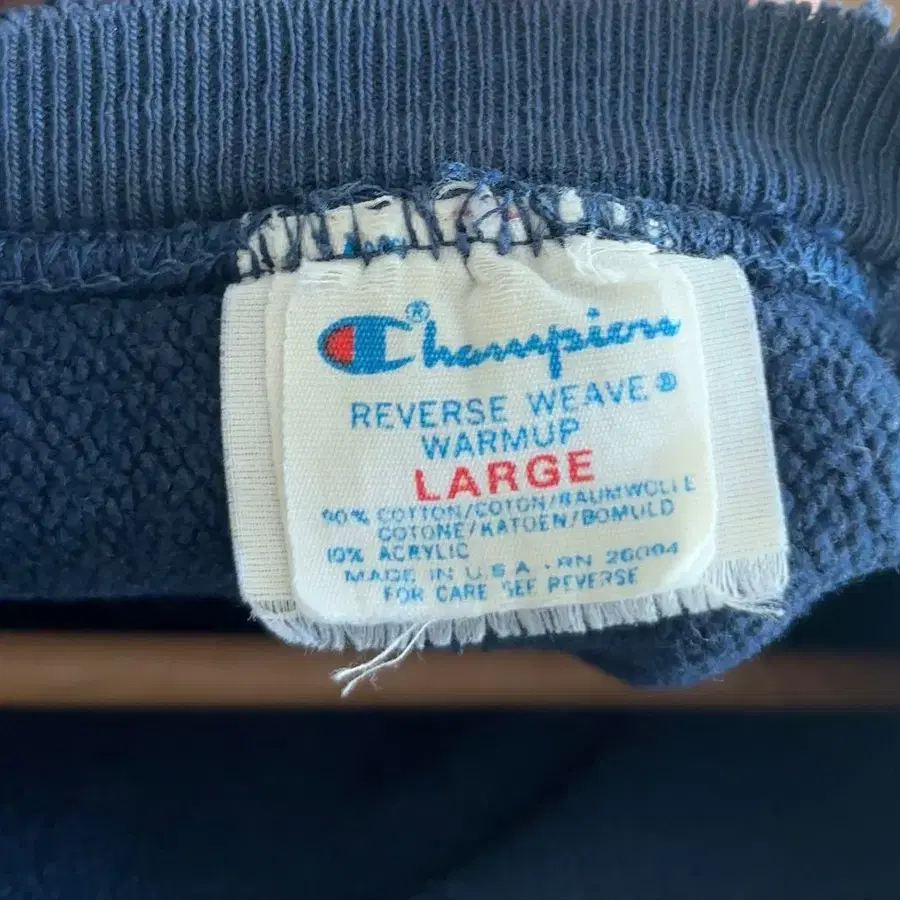 Champion®
REVERSE WEAVE®
WARMUP
LARGE
90% COTTON/COTON/BAUMWOLLE
COTONE/KATOEN/BOMULD
10% ACRYLIC
MADE IN U.S.A. RN 26094
FOR CARE SEE REVERSE